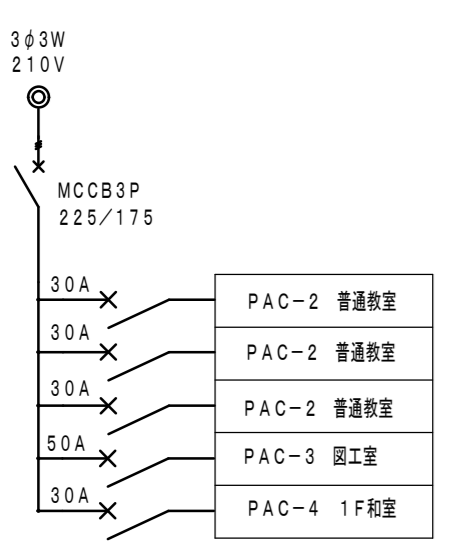 3φ3W
210V
MCCB3P
225/175
30A
PAC-2 普通教室
30A
PAC-2 普通教室
30A
PAC-2 普通教室
50A
PAC-3 図工室
30A
PAC-4 1F和室